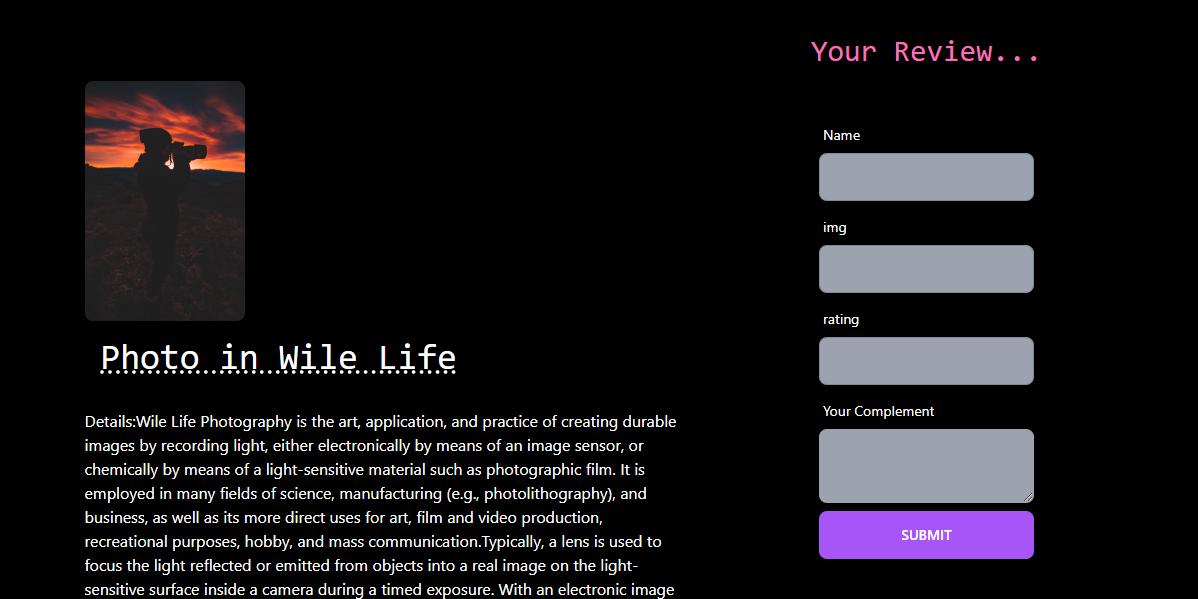 Your Review...
Name
img
rating
Your Complement
SUBMIT
Photo in Wile Life
Details:Wile Life Photography is the art, application, and practice of creating durable
images by recording light, either electronically by means of an image sensor, or
chemically by means of a light-sensitive material such as photographic film. It is
employed in many fields of science, manufacturing (e.g., photolithography), and
business, as well as its more direct uses for art, film and video production,
recreational purposes, hobby, and mass communication.Typically, a lens is used to
focus the light reflected or emitted from objects into a real image on the light-
sensitive surface inside a camera during a timed exposure. With an electronic image